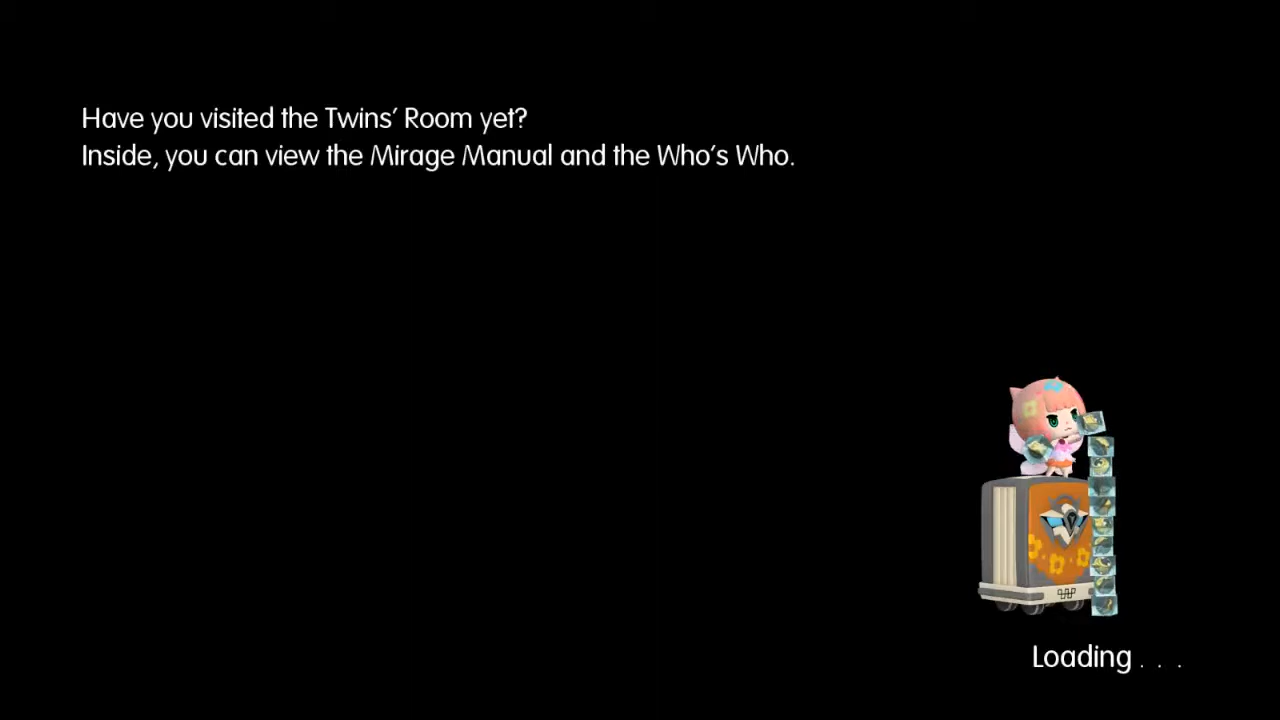 Have you visited the Twins' Room yet?
Inside, you can view the Mirage Manual and the Who's Who.
Loading . . .